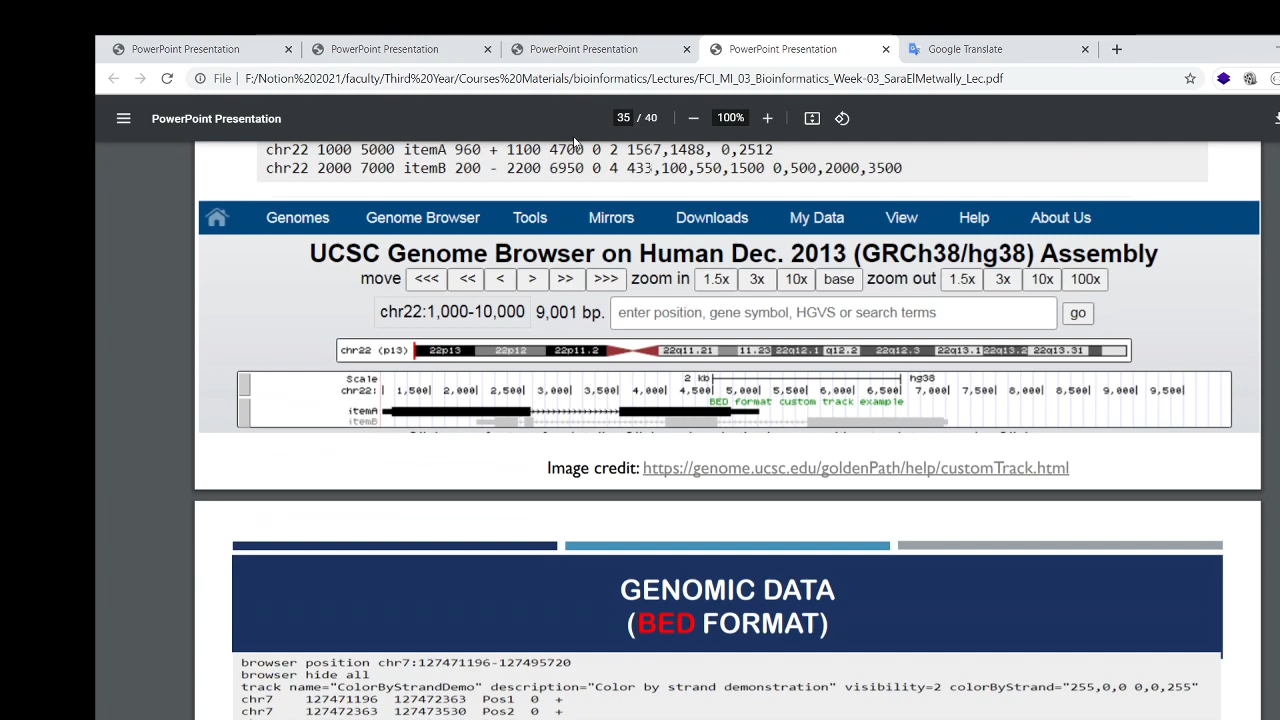 PowerPoint Presentation
PowerPoint Presentation
PowerPoint Presentation
PowerPoint Presentation
Google Translate
File F:/Notion%202021/faculty/Third%20Year/Courses%20Materials/bioinformatics/Lectures/FCI_MI_03_Bioinformatics_Week-03_SaraElMetwally_Lec.pdf
PowerPoint Presentation
35 / 40
100%
chr22 1000 5000 itemA 960 + 1100 4700 0 2 1567,1488, 0,2512
chr22 2000 7000 itemB 200 - 2200 6950 0 4 433,100,550,1500 0,500,2000,3500
Genomes Genome Browser Tools Mirrors Downloads My Data View Help About Us
UCSC Genome Browser on Human Dec. 2013 (GRCh38/hg38) Assembly
move <<< << < > >> >>> zoom in 1.5x 3x 10x base zoom out 1.5x 3x 10x 100x
chr22:1,000-10,000 9,001 bp. enter position, gene symbol, HGVS or search terms go
chr22 (p13) 22p13 22p12 22p11.2 22q11.21 11.23 22q12.1 q12.2 22q12.3 22q13.1 22q13.2 22q13.31
Scale 2 kb hg38
chr22: 1,500| 2,000| 2,500| 3,000| 3,500| 4,000| 4,500| 5,000| 5,500| 6,000| 6,500| 7,000| 7,500| 8,000| 8,500| 9,000| 9,500|
BED format custom track example
itemA
itemB
Image credit: https://genome.ucsc.edu/goldenPath/help/customTrack.html
GENOMIC DATA
(BED FORMAT)
browser position chr7:127471196-127495720
browser hide all
track name="ColorByStrandDemo" description="Color by strand demonstration" visibility=2 colorByStrand="255,0,0 0,0,255"
chr7 127471196 127472363 Pos1 0 +
chr7 127472363 127473530 Pos2 0 +